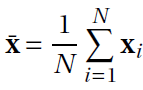 x̄ = 1/N ∑_{i=1}^{N} x_i